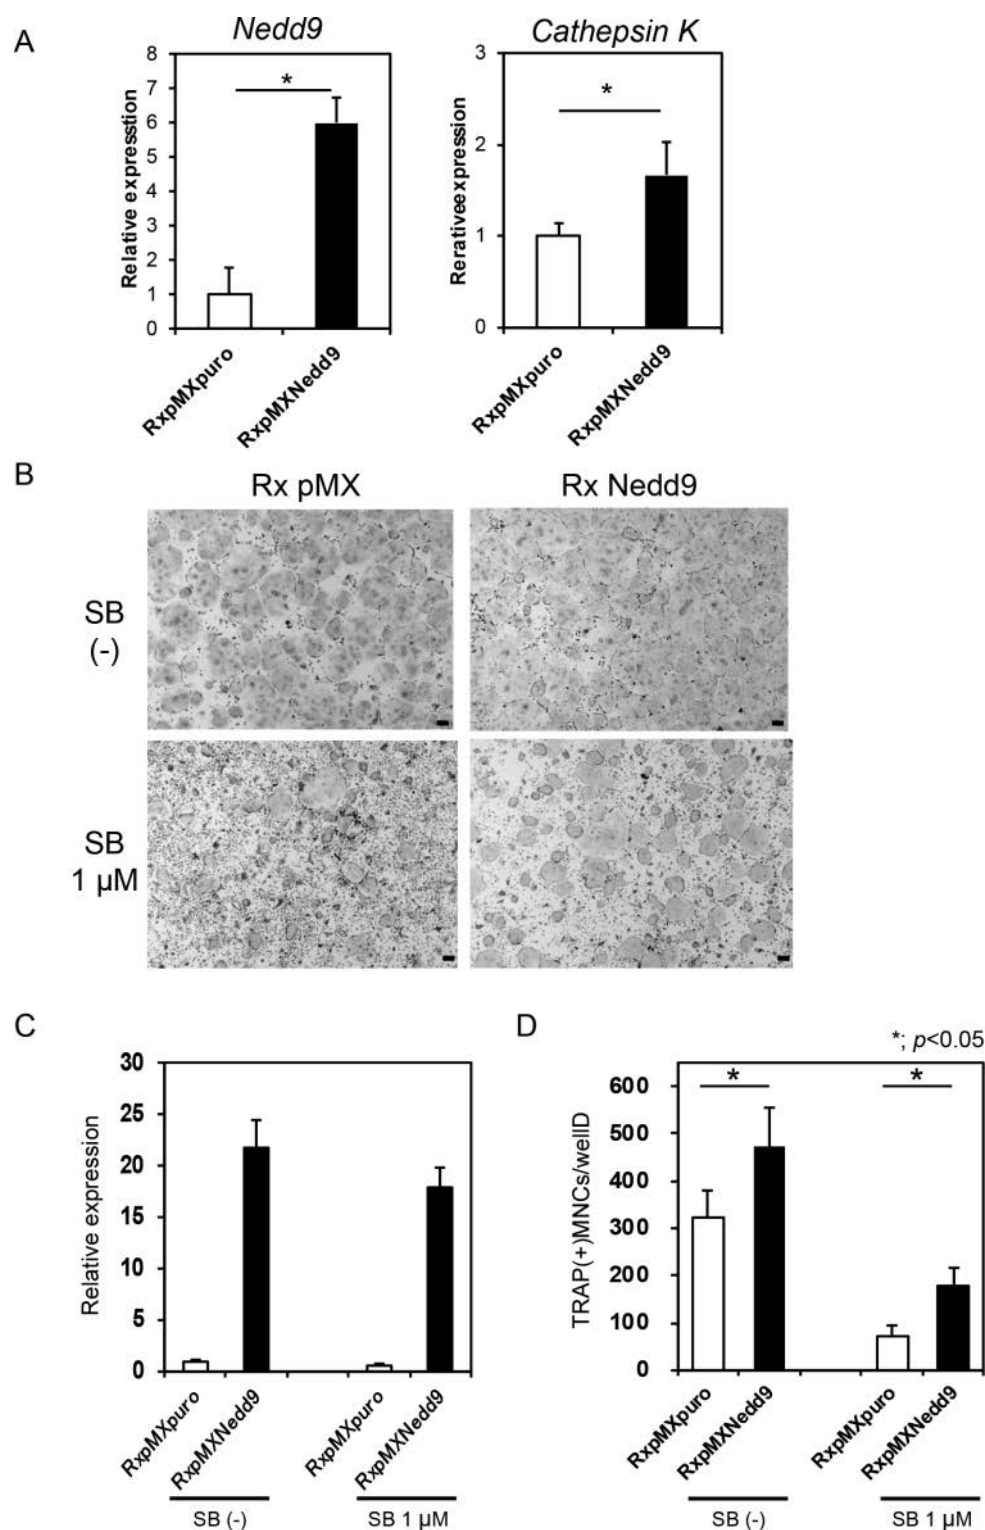 A
Nedd9
Cathepsin K
Relative expresstion
8
7
6
5
4
3
2
1
0
*
RxpMXpuro
RxpMXNedd9
Rerativeexpression
3
2
1
0
*
RxpMXpuro
RxpMXNedd9
B
Rx pMX
Rx Nedd9
SB
(-)
SB
1 µM
C
Relative expression
30
25
20
15
10
5
0
RxpMXpuro
RxpMXNedd9
RxpMXPuro
RxpMXNedd9
SB (-)
SB 1 µM
D
*; p<0.05
TRAP(+)MNCs/wellD
600
500
400
300
200
100
0
*
*
RxpMXpuro
RxpMXNedd9
RxpMXpuro
RxpMXNedd9
SB (-)
SB 1 µM